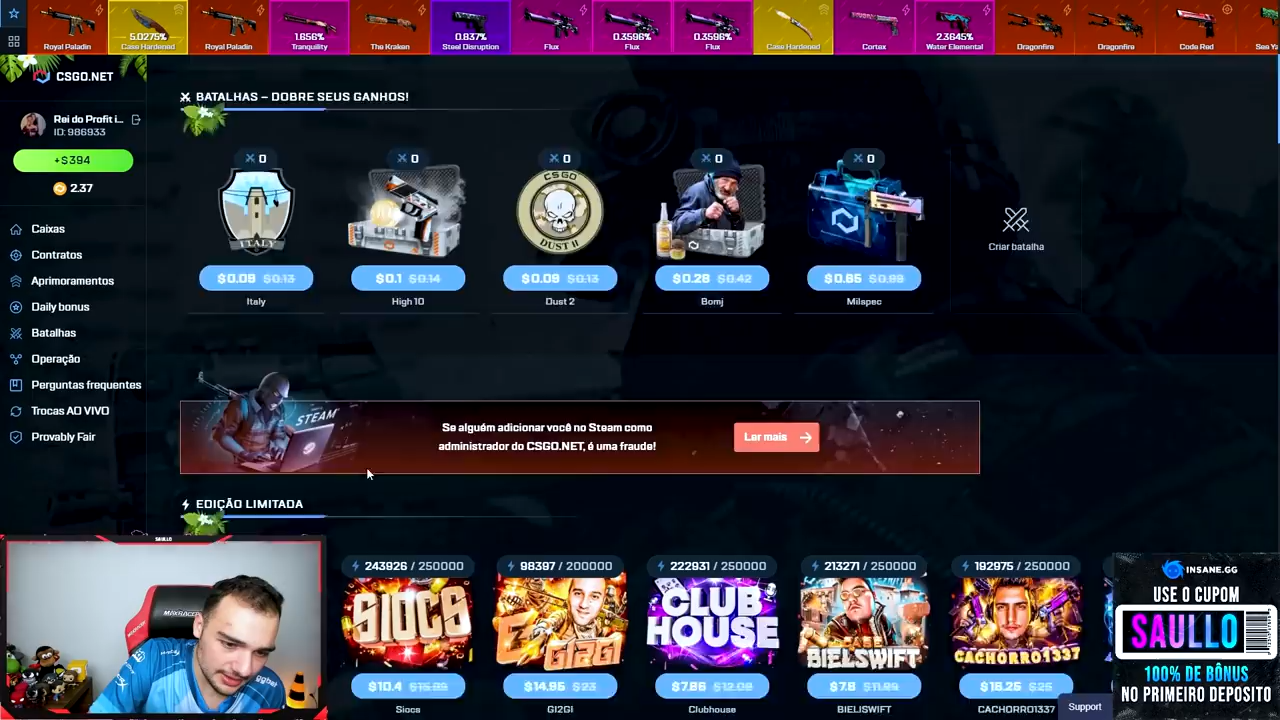 5.0275%
1.656%
0.837%
0.3596%
0.3596%
2.3645%
Royal Paladin
Case Hardened
Royal Paladin
Tranquility
The Kraken
Steel Disruption
Flux
Flux
Flux
Case Hardened
Cortex
Water Elemental
Dragonfire
Dragonfire
Code Red
CSGO.NET
Rei do Profit i...
ID: 986933
+$394
2.37
Caixas
Contratos
Aprimoramentos
Daily bonus
Batalhas
Operação
Perguntas frequentes
Trocas AO VIVO
Provably Fair
BATALHAS – DOBRE SEUS GANHOS!
0
0
0
0
0
ITALY
CSGO
DUST II
$0.09 $0.13
$0.1 $0.14
$0.09 $0.13
$0.28 $0.42
$0.65 $0.98
Italy
High 10
Dust 2
Bomj
Milspec
Criar batalha
STEAM
Se alguém adicionar você no Steam como
administrador do CSGO.NET, é uma fraude!
Ler mais
EDIÇÃO LIMITADA
243926 / 250000
98397 / 200000
222931 / 250000
213271 / 250000
192975 / 250000
SIOCS
GI2GI
CLUB
HOUSE
CASE
BIELSWIFT
CACHORRO1337
$10.4 $15.99
$14.95 $23
$7.86 $12.09
$7.8 $11.99
$16.25 $25
Sioca
GI2GI
Clubhouse
BIELSWIFT
CACHORRO1337
Support
SAULLO
MAXRACER
INSANE.GG
USE O CUPOM
SAULLO
100% DE BÔNUS
NO PRIMEIRO DEPOSITO